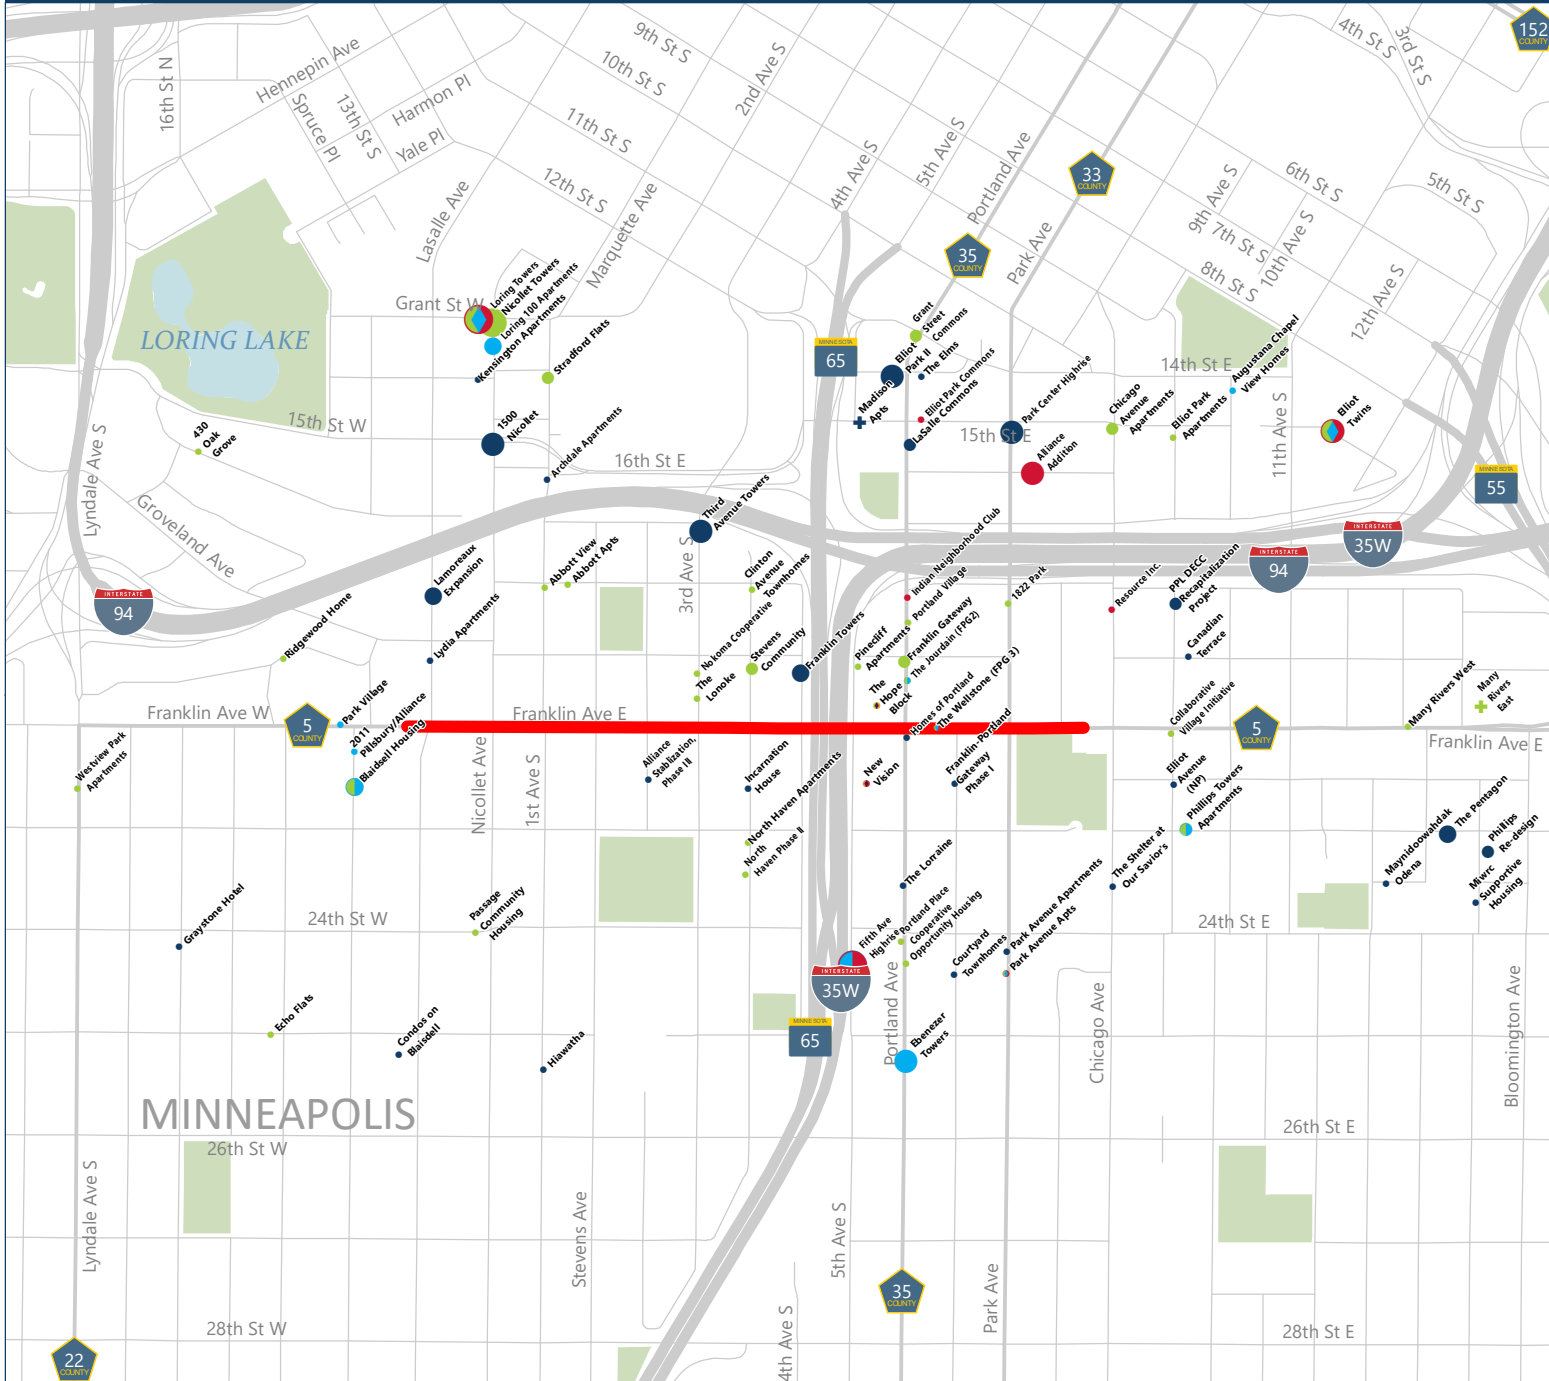 152
COUNTY
4th St S
3rd St S
9th St S
10th St S
2nd Ave S
Hennepin Ave
16th St N
Spruce Pl
13th St S
Harmon Pl
Yale Pl
11th St S
12th St S
4th Ave S
5th Ave S
Portland Ave
33
COUNTY
6th St S
5th St S
9th Ave S
7th St S
10th Ave S
8th St S
12th Ave S
Lasalle Ave
Marquette Ave
35
COUNTY
Park Ave
Grant St W
Loring Towers
Nicollet Towers
Loring 100 Apartments
Kensington Apartments
Stradford Flats
LORING LAKE
MINNESOTA
65
Grant
Street
Commons
Elliot
Park II
The Elms
Madison
Apts
Elliot Park Commons
LaSalle Commons
Park Center Highrise
15th St E
Alliance
Addition
Chicago
Avenue
Apartments
Elliot Park
Apartments
14th St E
Augustana Chapel
View Homes
11th Ave S
Elliot
Twins
MINNESOTA
55
15th St W
430
Oak
Grove
1500
Nicollet
Archdale Apartments
16th St E
Lyndale Ave S
Groveland Ave
Third
Avenue Towers
3rd Ave S
INTERSTATE
35W
INTERSTATE
94
INTERSTATE
94
Lamoreaux
Expansion
Abbott View
Abbott Apts
Clinton
Avenue
Townhomes
Indian Neighborhood Club
Portland Village
1822 Park
Resource Inc.
PPL DECC
Recapitalization
Project
Canadian
Terrace
Ridgewood Home
Lydia Apartments
Nokoma Cooperative
The
Lonoke
Stevens
Community
Franklin Towers
Pinecliff
Apartments
Franklin Gateway
The Jourdain (FPG2)
The
Hope
Block
Homes of Portland
The Wellstone (FPG 3)
Collaborative
Village Initiative
Many Rivers West
Many
Rivers
East
Franklin Ave W
5
COUNTY
Park Village
2011
Pillsbury/Alliance
Blaidsell Housing
Franklin Ave E
5
COUNTY
Franklin Ave E
Westview Park
Apartments
Nicollet Ave
1st Ave S
Alliance
Stablization,
Phase III
Incarnation
House
New
Vision
Franklin-Portland
Gateway
Phase I
Elliot
Avenue
(NP)
Phillips Towers
Apartments
North Haven Apartments
North
Haven Phase II
The Pentagon
Phillips
Re-design
Maynidoowahdak
Odena
Miwrc
Supportive
Housing
The Shelter at
Our Savior's
The Lorraine
Graystone Hotel
24th St W
Passage
Community
Housing
Fifth Ave
Highrise
Portland Place
Cooperative
Opportunity Housing
Courtyard
Townhomes
Park Avenue Apartments
Park Avenue Apts
24th St E
INTERSTATE
35W
MINNESOTA
65
Portland Ave
Ebenezer
Towers
Chicago Ave
Bloomington Ave
Echo Flats
Condos on
Blaisdell
Hiawatha
MINNEAPOLIS
26th St W
26th St E
Lyndale Ave S
Stevens Ave
5th Ave S
35
COUNTY
Park Ave
4th Ave S
28th St W
28th St E
22
COUNTY